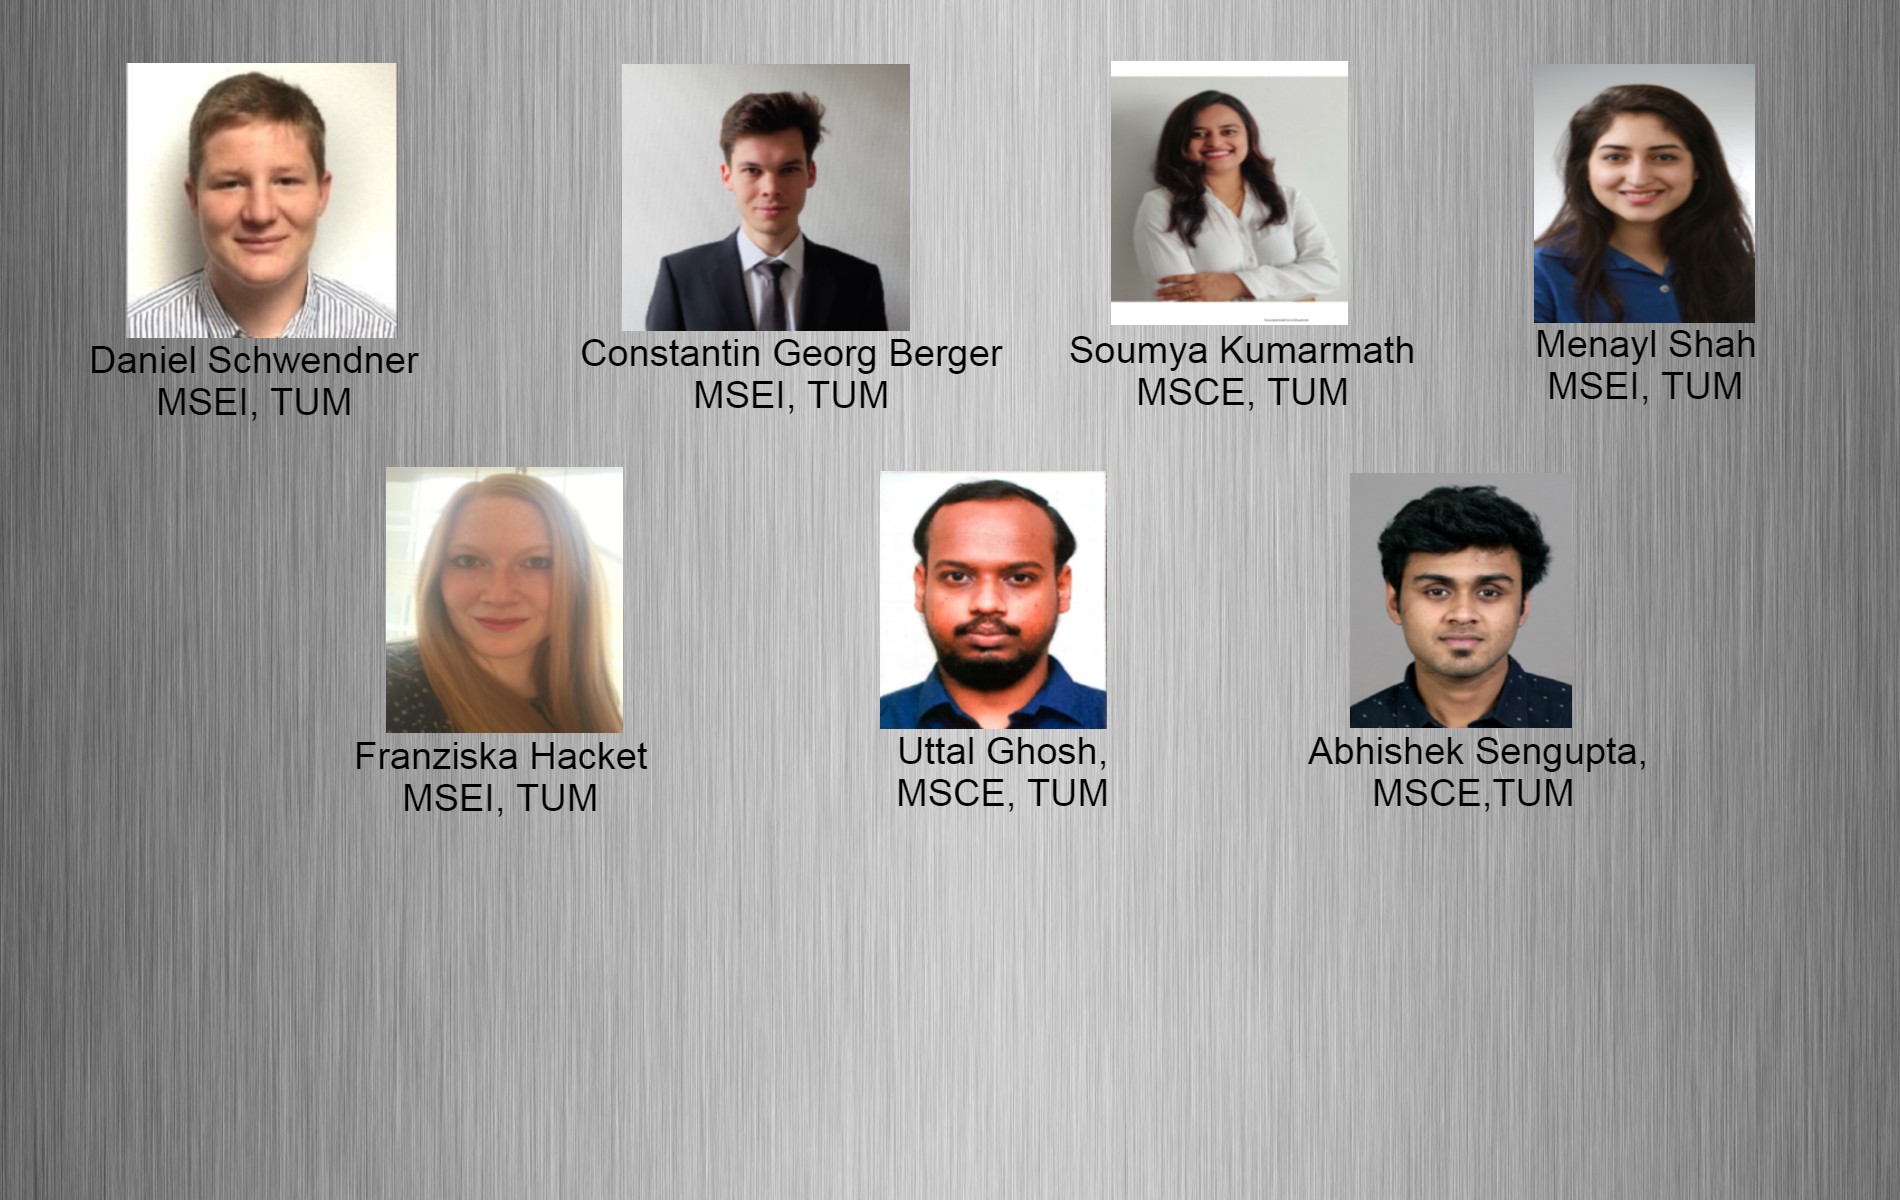 Daniel Schwendner
MSEI, TUM
Constantin Georg Berger
MSEI, TUM
Soumya Kumarmath
MSCE, TUM
Menayl Shah
MSEI, TUM
Franziska Hacket
MSEI, TUM
Uttal Ghosh,
MSCE, TUM
Abhishek Sengupta,
MSCE,TUM